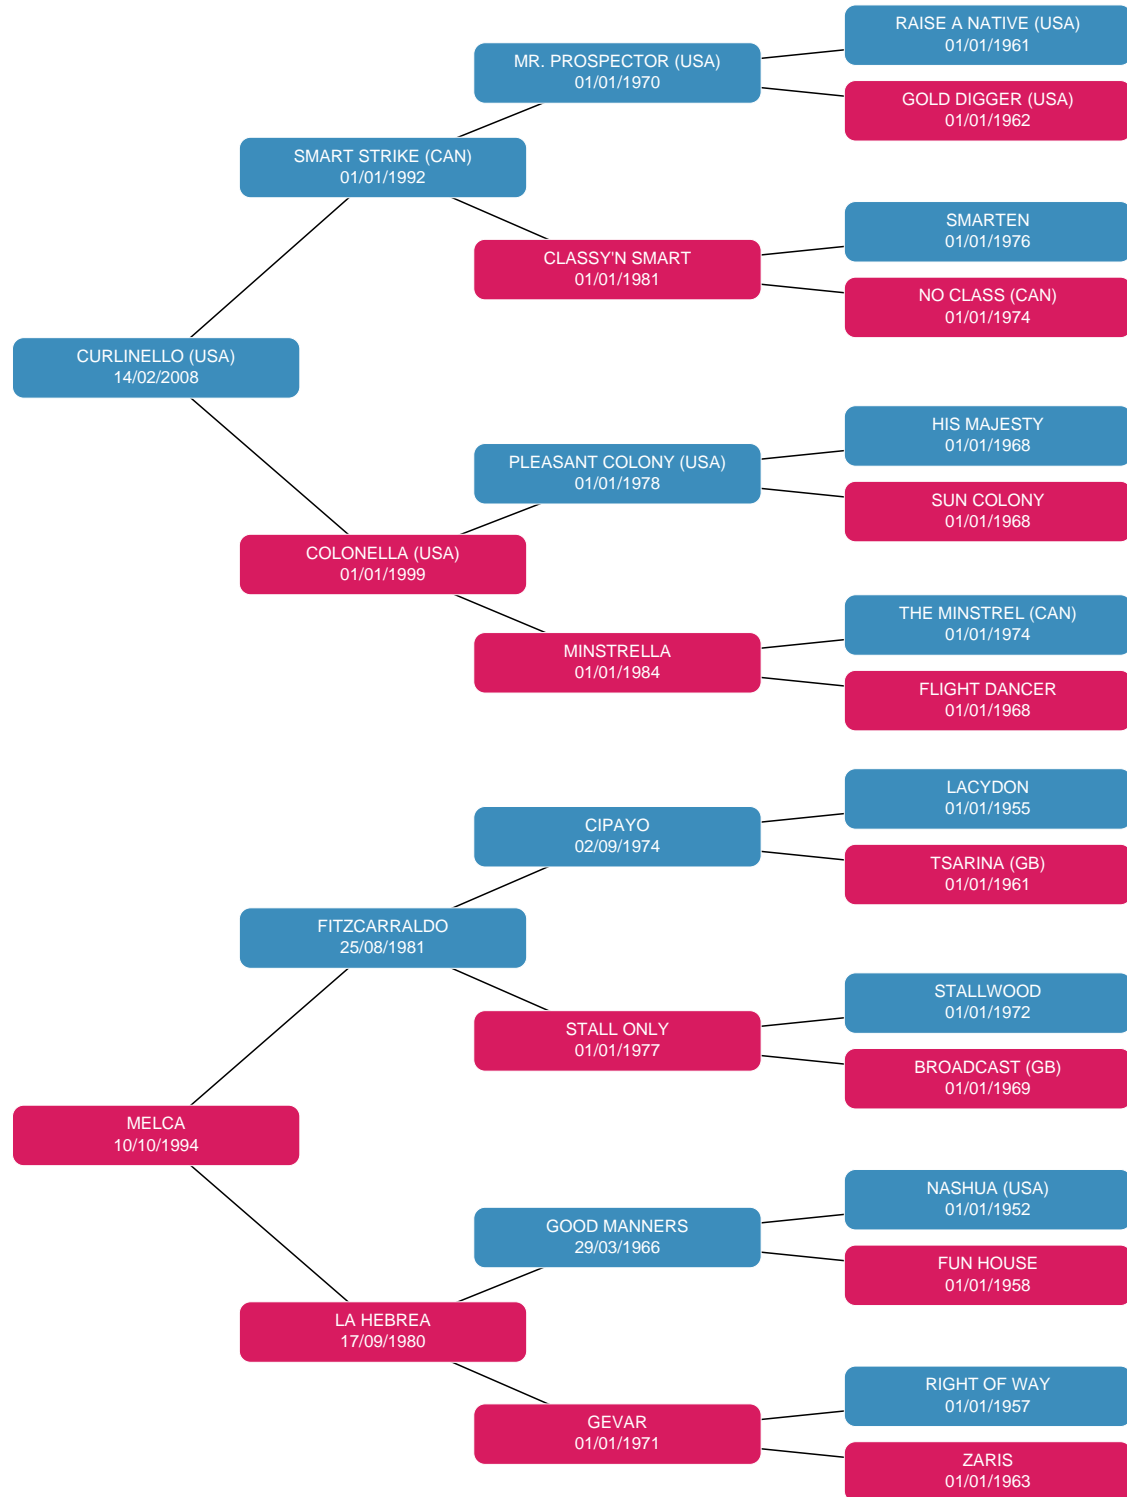 RAISE A NATIVE (USA)
01/01/1961
MR. PROSPECTOR (USA)
01/01/1970
GOLD DIGGER (USA)
01/01/1962
SMART STRIKE (CAN)
01/01/1992
SMARTEN
01/01/1976
CLASSY'N SMART
01/01/1981
NO CLASS (CAN)
01/01/1974
CURLINELLO (USA)
14/02/2008
HIS MAJESTY
01/01/1968
PLEASANT COLONY (USA)
01/01/1978
SUN COLONY
01/01/1968
COLONELLA (USA)
01/01/1999
THE MINSTREL (CAN)
01/01/1974
MINSTRELLA
01/01/1984
FLIGHT DANCER
01/01/1968
LACYDON
01/01/1955
CIPAYO
02/09/1974
TSARINA (GB)
01/01/1961
FITZCARRALDO
25/08/1981
STALLWOOD
01/01/1972
STALL ONLY
01/01/1977
BROADCAST (GB)
01/01/1969
MELCA
10/10/1994
NASHUA (USA)
01/01/1952
GOOD MANNERS
29/03/1966
FUN HOUSE
01/01/1958
LA HEBREA
17/09/1980
RIGHT OF WAY
01/01/1957
GEVAR
01/01/1971
ZARIS
01/01/1963